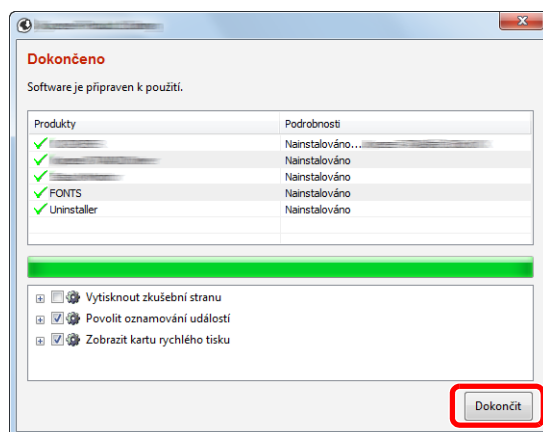 Dokončeno
Software je připraven k použití.
Produkty Podrobnosti
Nainstalováno...
Nainstalováno
Nainstalováno
FONTS Nainstalováno
Uninstaller Nainstalováno
Vytisknout zkušební stranu
Povolit oznamování událostí
Zobrazit kartu rychlého tisku
Dokončit